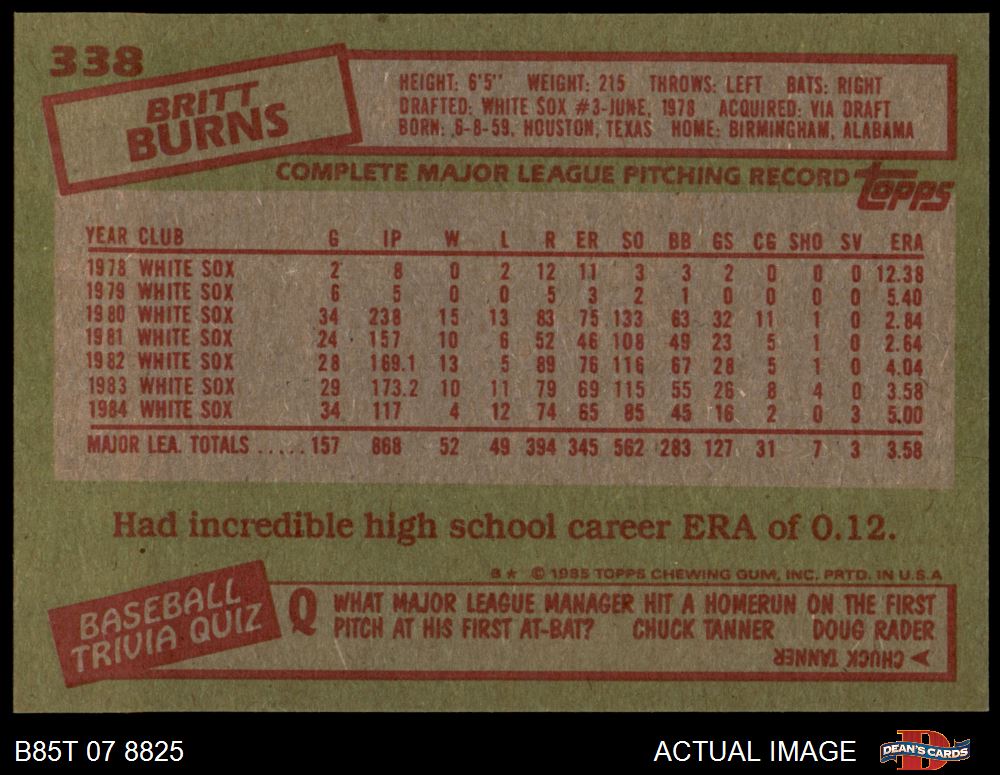 338
BRITT
BURNS
HEIGHT: 6'5" WEIGHT: 215 THROWS: LEFT BATS: RIGHT
DRAFTED: WHITE SOX #3-JUNE, 1978 ACQUIRED: VIA DRAFT
BORN: 6-8-59, HOUSTON, TEXAS HOME: BIRMINGHAM, ALABAMA
COMPLETE MAJOR LEAGUE PITCHING RECORD topps
YEAR CLUB G IP W L R ER SO BB GS CG SHO SV ERA
1978 WHITE SOX 2 8 0 2 12 11 3 3 2 0 0 0 12.38
1979 WHITE SOX 6 5 0 0 5 3 2 1 0 0 0 0 5.40
1980 WHITE SOX 34 238 15 13 83 75 133 63 32 11 1 0 2.84
1981 WHITE SOX 24 157 10 6 52 46 108 49 23 5 1 0 2.64
1982 WHITE SOX 28 169.1 13 5 89 76 116 67 28 5 1 0 4.04
1983 WHITE SOX 29 173.2 10 11 79 69 115 55 26 8 4 0 3.58
1984 WHITE SOX 34 117 4 12 74 65 85 45 16 2 0 3 5.00
MAJOR LEA. TOTALS .....157 868 52 49 394 345 562 283 127 31 7 3 3.58
Had incredible high school career ERA of 0.12.
B★ © 1985 TOPPS CHEWING GUM, INC. PRTD. IN U.S.A
BASEBALL
TRIVIA QUIZ
Q WHAT MAJOR LEAGUE MANAGER HIT A HOMERUN ON THE FIRST
PITCH AT HIS FIRST AT-BAT? CHUCK TANNER DOUG RADER
CHUCK TANNER
B85T 07 8825
ACTUAL IMAGE
D
DEAN'S CARDS